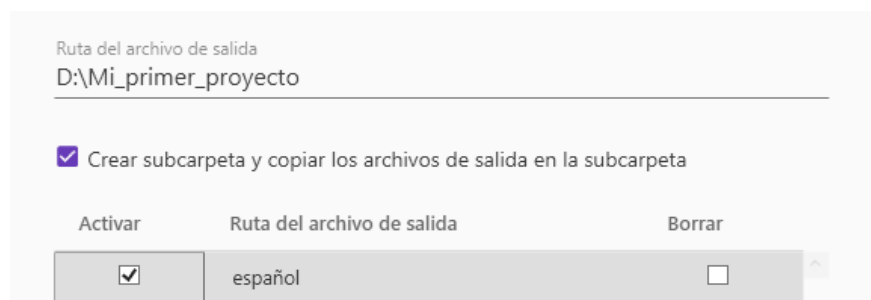 Ruta del archivo de salida
D:\Mi_primer_proyecto
Crear subcarpeta y copiar los archivos de salida en la subcarpeta
Activar Ruta del archivo de salida Borrar
español